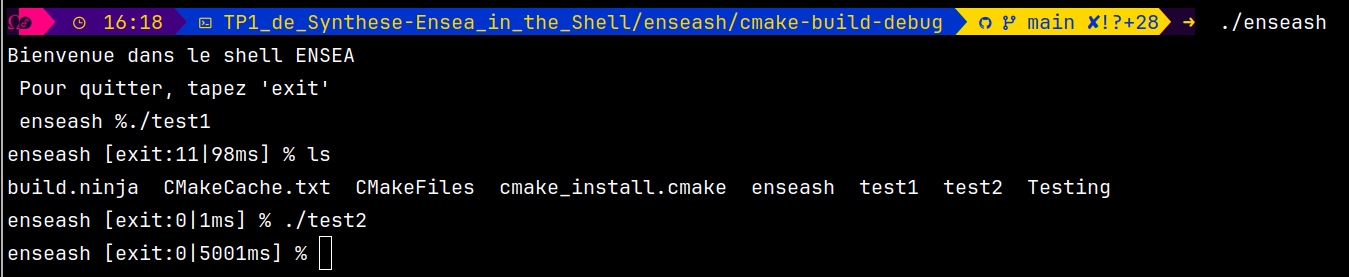 16:18 TP1_de_Synthese-Ensea_in_the_Shell/enseash/cmake-build-debug main ✘!?+28 ➜ ./enseash
Bienvenue dans le shell ENSEA
Pour quitter, tapez 'exit'
enseash %./test1
enseash [exit:11|98ms] % ls
build.ninja CMakeCache.txt CMakeFiles cmake_install.cmake enseash test1 test2 Testing
enseash [exit:0|1ms] % ./test2
enseash [exit:0|5001ms] %